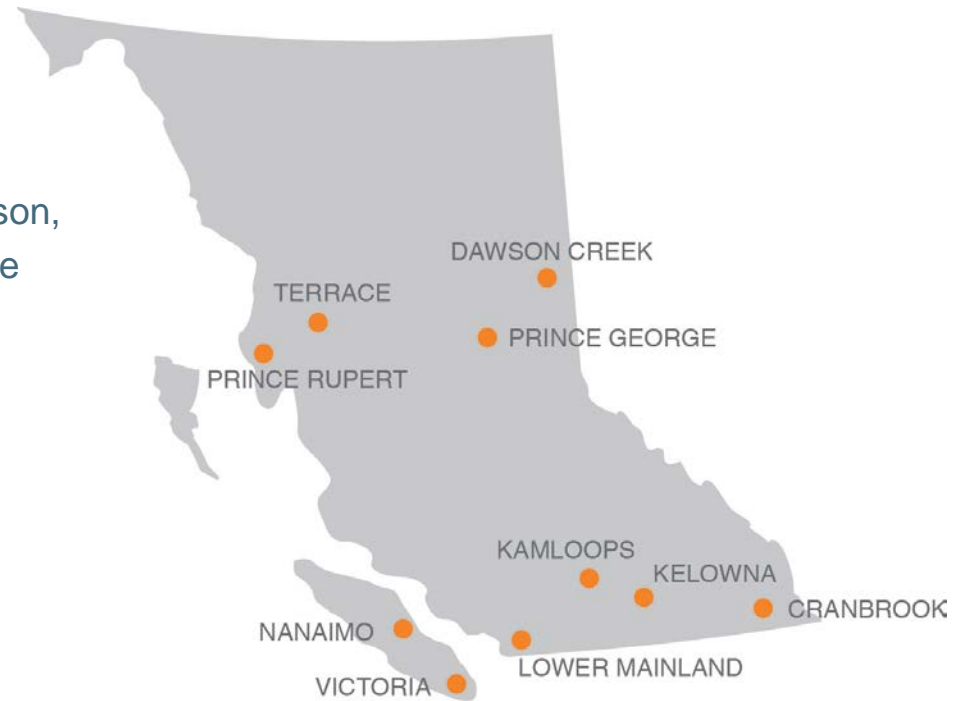 son,
e
DAWSON CREEK
TERRACE
PRINCE GEORGE
PRINCE RUPERT
KAMLOOPS
KELOWNA
CRANBROOK
NANAIMO
LOWER MAINLAND
VICTORIA